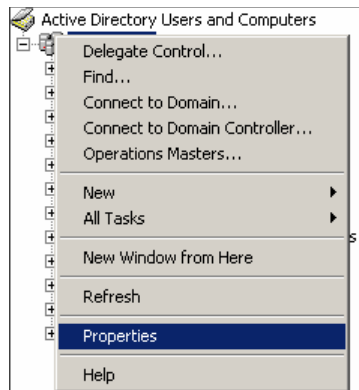 Active Directory Users and Computers
Delegate Control...
Find...
Connect to Domain...
Connect to Domain Controller...
Operations Masters...
New
All Tasks
s
New Window from Here
Refresh
Properties
Help